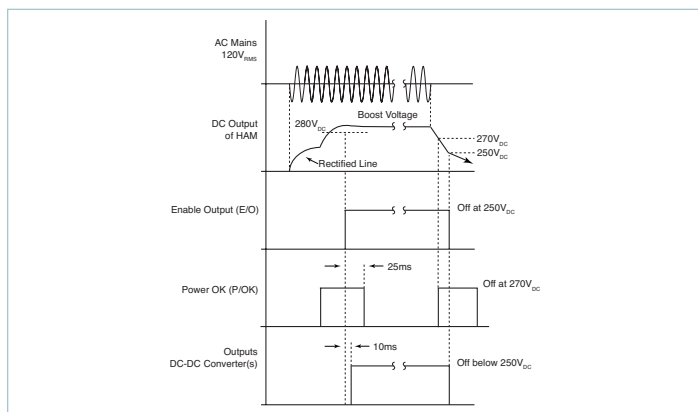 AC Mains
120V_RMS
Boost Voltage
DC Output
of HAM
280V_DC
270V_DC
250V_DC
Rectified Line
Enable Output (E/O)
Off at 250V_DC
25ms
Power OK (P/OK)
Off at 270V_DC
10ms
Outputs
DC-DC Converter(s)
Off below 250V_DC